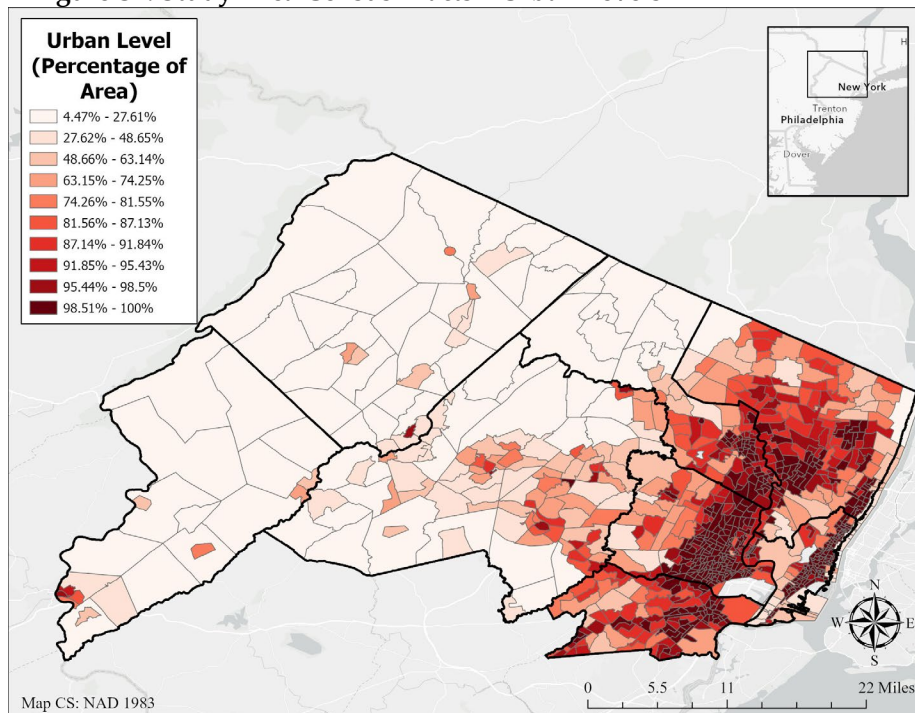 Urban Level
(Percentage of
Area)
4.47% - 27.61%
27.62% - 48.65%
48.66% - 63.14%
63.15% - 74.25%
74.26% - 81.55%
81.56% - 87.13%
87.14% - 91.84%
91.85% - 95.43%
95.44% - 98.5%
98.51% - 100%
H
New York
Trenton
Philadelphia
Dover
N
W E
S
0 5.5 11 22 Miles
Map CS: NAD 1983